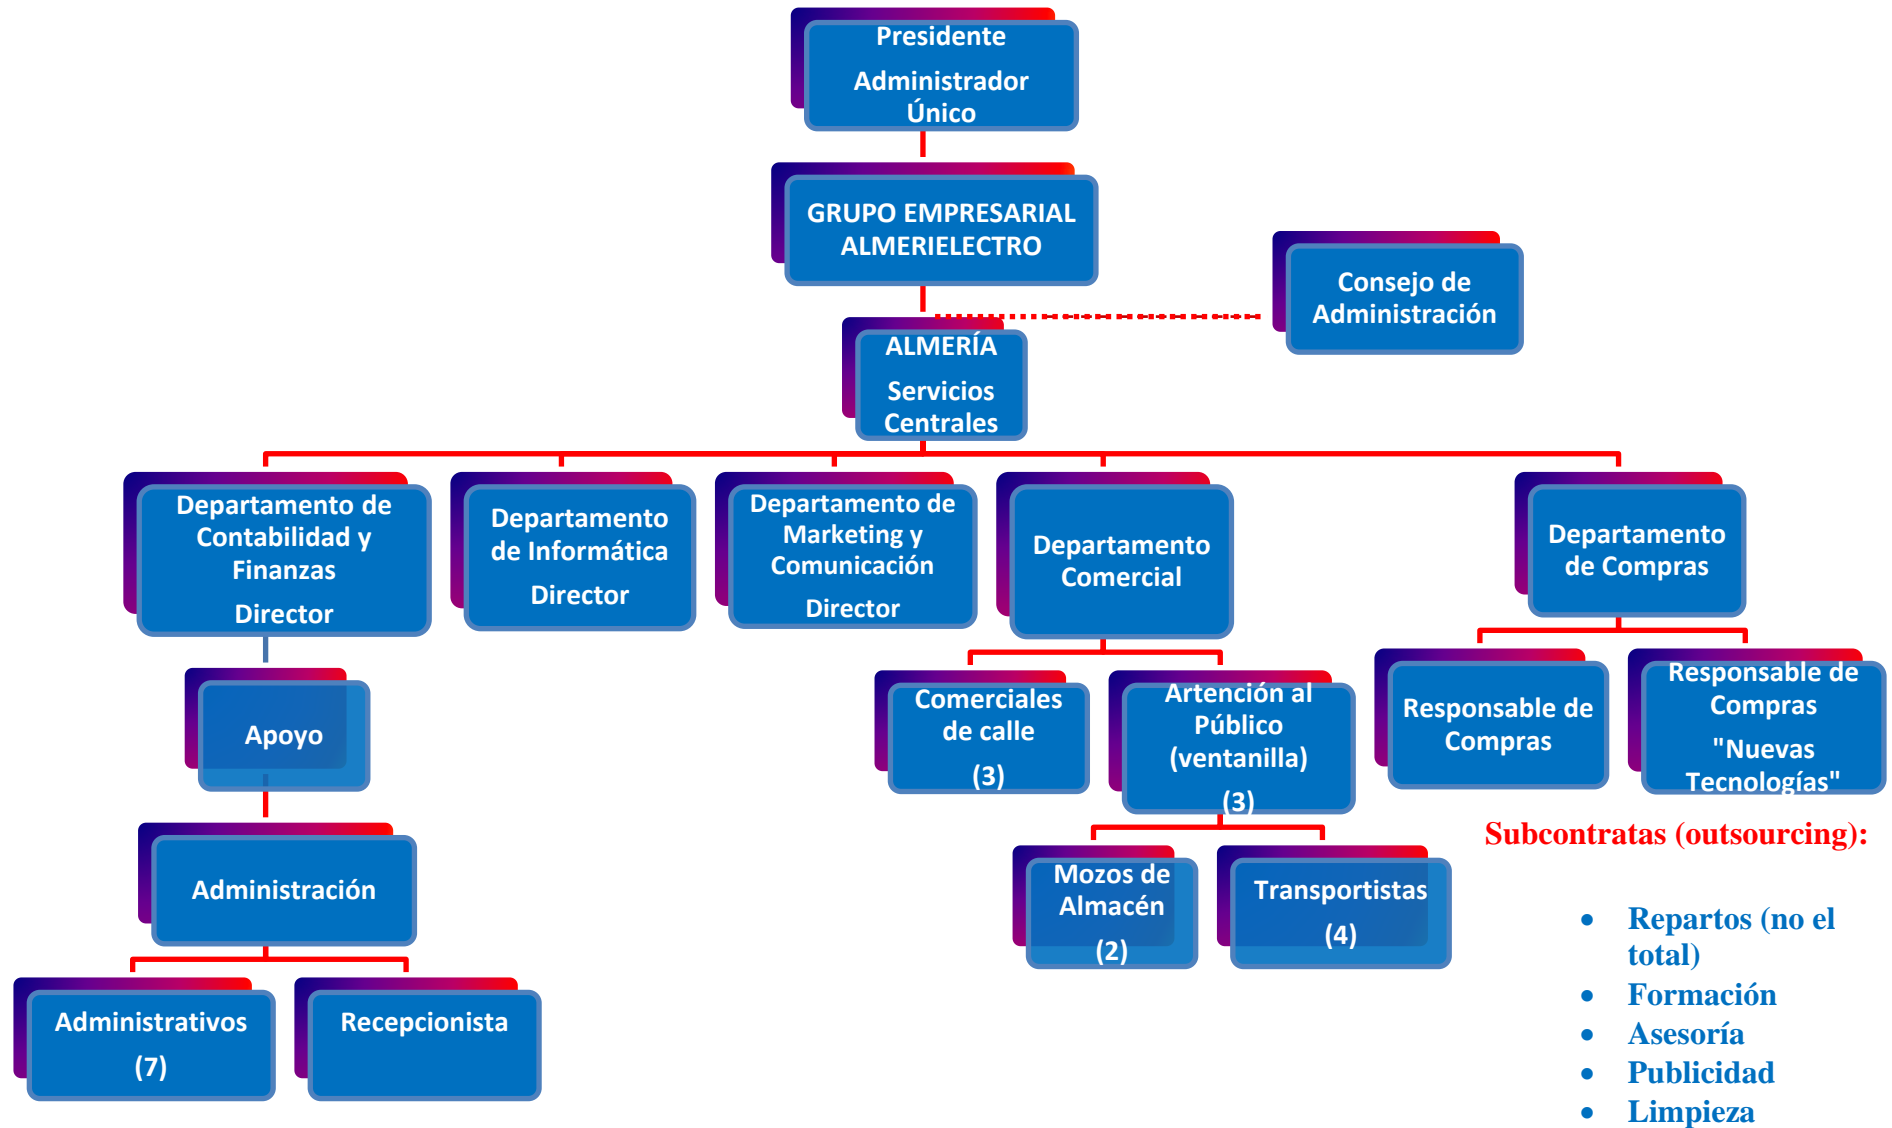 Presidente
Administrador
Único
GRUPO EMPRESARIAL
ALMERIELECTRO
Consejo de
Administración
ALMERÍA
Servicios
Centrales
Departamento de
Contabilidad y
Finanzas
Director
Departamento
de Informática
Director
Departamento de
Marketing y
Comunicación
Director
Departamento
Comercial
Departamento
de Compras
Apoyo
Comerciales
de calle
(3)
Artención al
Público
(ventanilla)
(3)
Responsable de
Compras
Responsable de
Compras
"Nuevas
Tecnologías"
Administración
Mozos de
Almacén
(2)
Transportistas
(4)
Administrativos
(7)
Recepcionista
Subcontratas (outsourcing):
• Repartos (no el
total)
• Formación
• Asesoría
• Publicidad
• Limpieza